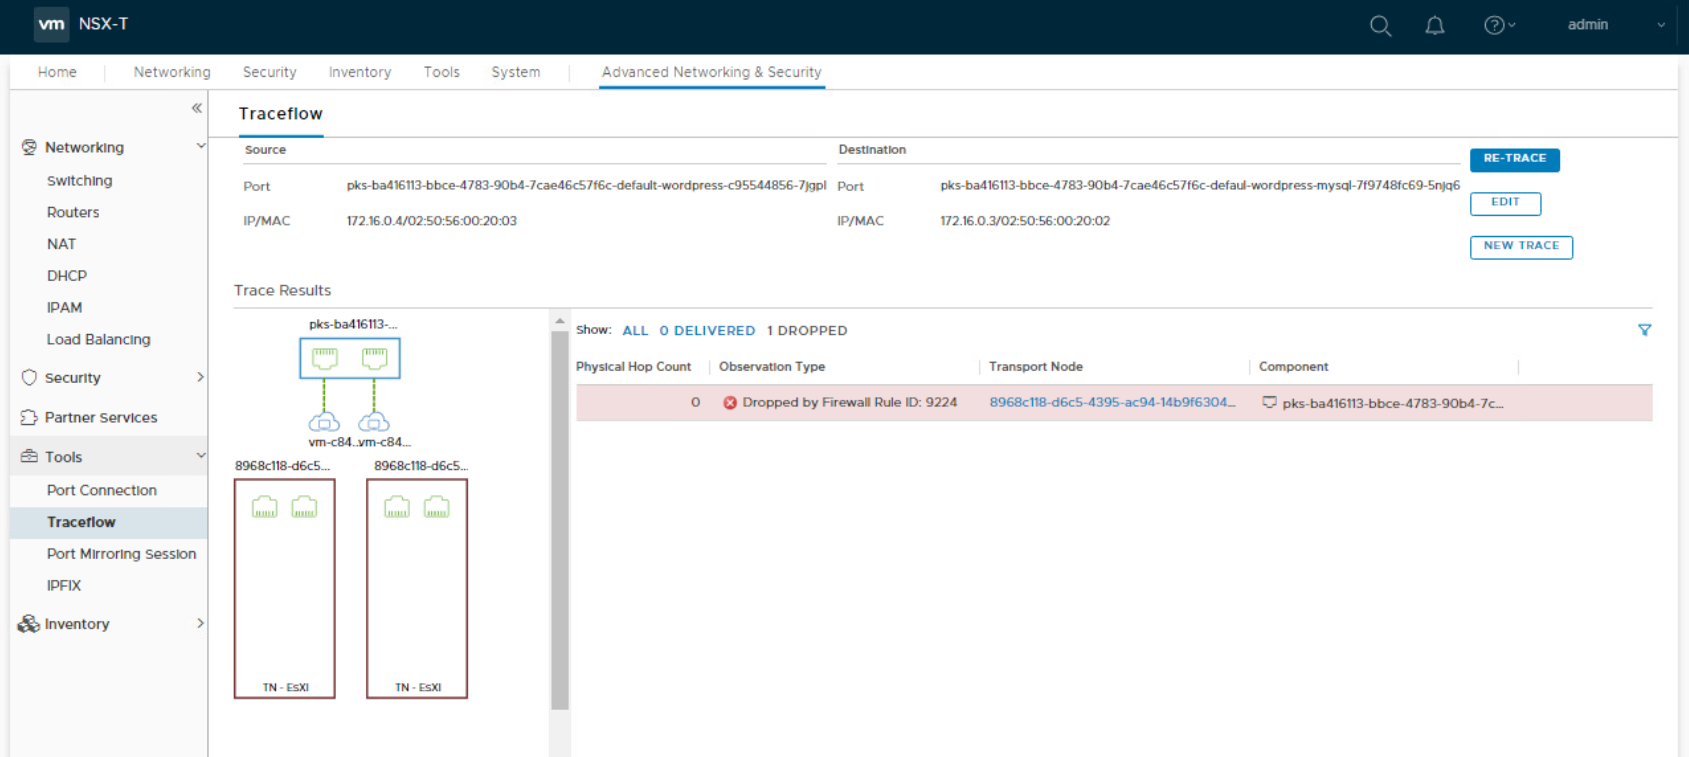 vm NSX-T admin
Home Networking Security Inventory Tools System Advanced Networking & Security
Traceflow
Networking
Switching
Routers
NAT
DHCP
IPAM
Load Balancing
Security
Partner Services
Tools
Port Connection
Traceflow
Port Mirroring Session
IPFIX
Inventory
Source
Port pks-ba416113-bbce-4783-90b4-7cae46c57f6c-default-wordpress-c95544856-7jgpl
IP/MAC 172.16.0.4/02:50:56:00:20:03
Destination
Port pks-ba416113-bbce-4783-90b4-7cae46c57f6c-defaul-wordpress-mysql-7f9748fc69-5njq6
IP/MAC 172.16.0.3/02:50:56:00:20:02
RE-TRACE
EDIT
NEW TRACE
Trace Results
pks-ba416113-...
vm-c84...vm-c84...
8968c118-d6c5... 8968c118-d6c5...
TN - EsXI TN - EsXI
Show: ALL 0 DELIVERED 1 DROPPED
Physical Hop Count Observation Type Transport Node Component
0 Dropped by Firewall Rule ID: 9224 8968c118-d6c5-4395-ac94-14b9f6304... pks-ba416113-bbce-4783-90b4-7c...